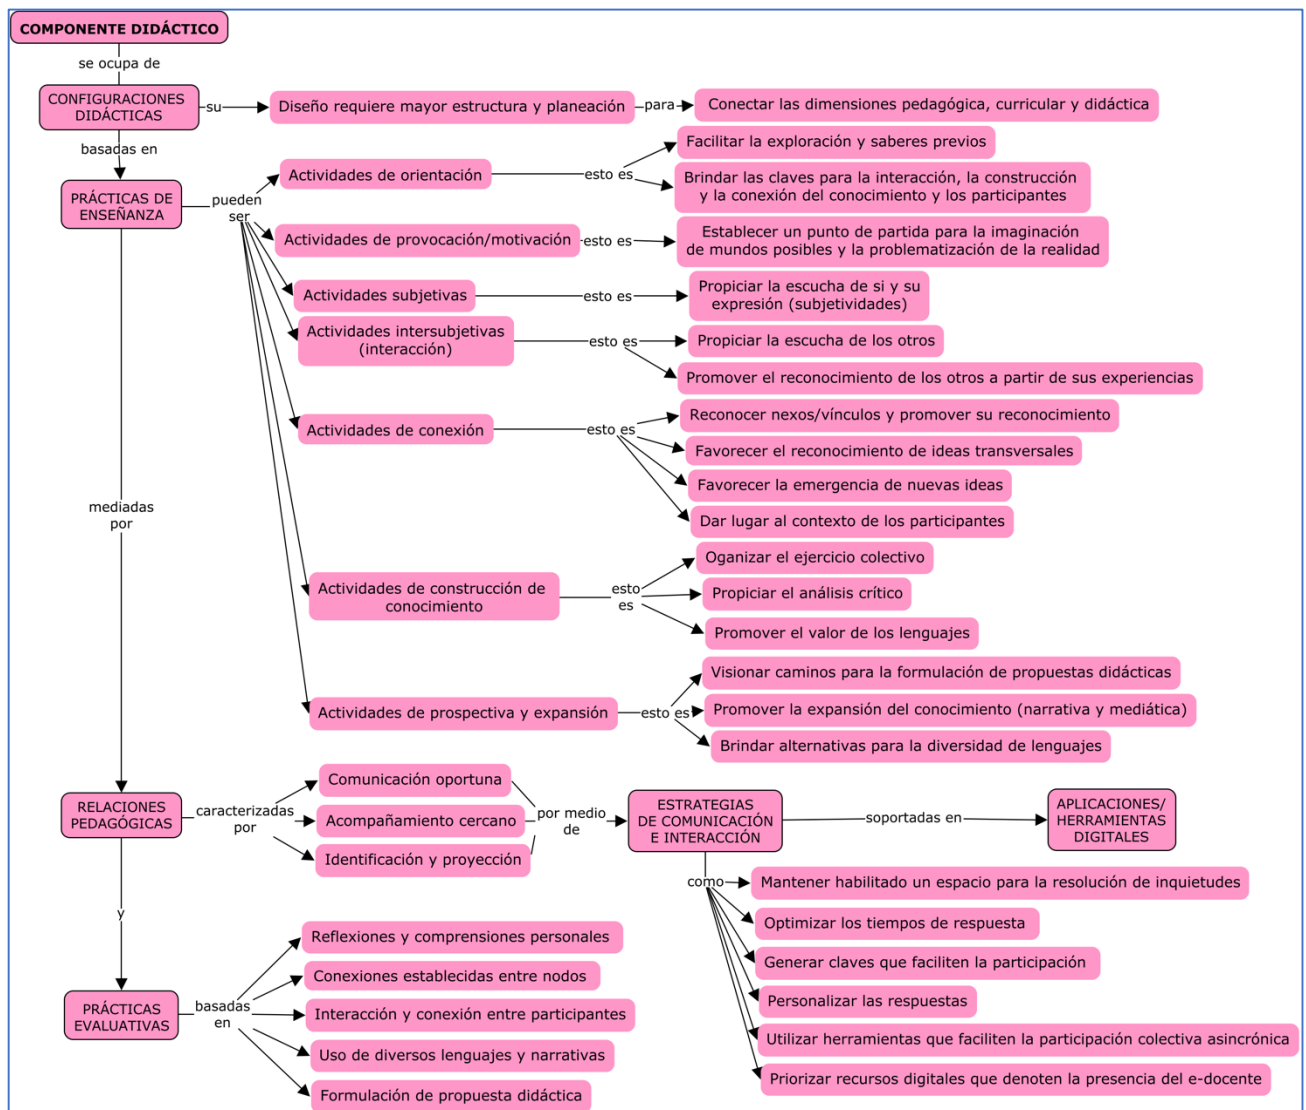 COMPONENTE DIDÁCTICO
se ocupa de
CONFIGURACIONES
DIDÁCTICAS
su
Diseño requiere mayor estructura y planeación
para
Conectar las dimensiones pedagógica, curricular y didáctica
basadas en
PRÁCTICAS DE
ENSEÑANZA
pueden
ser
Actividades de orientación
esto es
Facilitar la exploración y saberes previos
Brindar las claves para la interacción, la construcción
y la conexión del conocimiento y los participantes
Actividades de provocación/motivación
esto es
Establecer un punto de partida para la imaginación
de mundos posibles y la problematización de la realidad
Actividades subjetivas
esto es
Propiciar la escucha de si y su
expresión (subjetividades)
Actividades intersubjetivas
(interacción)
esto es
Propiciar la escucha de los otros
Promover el reconocimiento de los otros a partir de sus experiencias
Actividades de conexión
esto es
Reconocer nexos/vínculos y promover su reconocimiento
Favorecer el reconocimiento de ideas transversales
Favorecer la emergencia de nuevas ideas
Dar lugar al contexto de los participantes
Actividades de construcción de
conocimiento
esto
es
Oganizar el ejercicio colectivo
Propiciar el análisis crítico
Promover el valor de los lenguajes
Actividades de prospectiva y expansión
esto es
Visionar caminos para la formulación de propuestas didácticas
Promover la expansión del conocimiento (narrativa y mediática)
Brindar alternativas para la diversidad de lenguajes
mediadas
por
RELACIONES
PEDAGÓGICAS
caracterizadas
por
Comunicación oportuna
Acompañamiento cercano
Identificación y proyección
por medio
de
ESTRATEGIAS
DE COMUNICACIÓN
E INTERACCIÓN
soportadas en
APLICACIONES/
HERRAMIENTAS
DIGITALES
como
Mantener habilitado un espacio para la resolución de inquietudes
Optimizar los tiempos de respuesta
Generar claves que faciliten la participación
Personalizar las respuestas
Utilizar herramientas que faciliten la participación colectiva asincrónica
Priorizar recursos digitales que denoten la presencia del e-docente
y
PRÁCTICAS
EVALUATIVAS
basadas
en
Reflexiones y comprensiones personales
Conexiones establecidas entre nodos
Interacción y conexión entre participantes
Uso de diversos lenguajes y narrativas
Formulación de propuesta didáctica